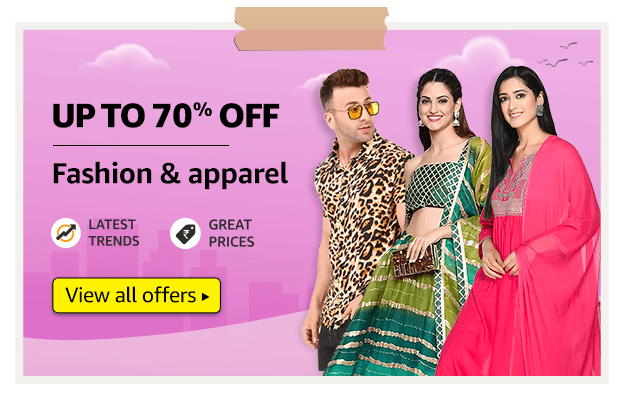 UP TO 70% OFF
Fashion & apparel
LATEST
TRENDS
₹
GREAT
PRICES
View all offers ▸